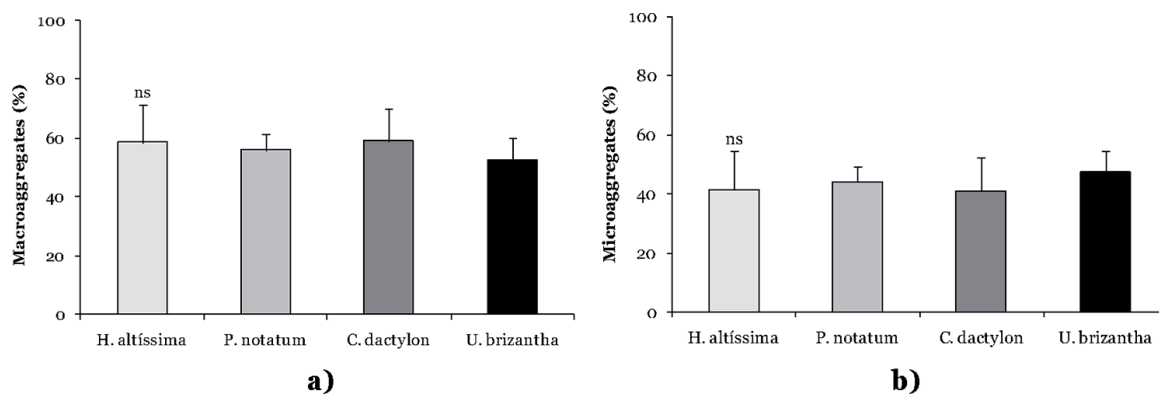 Macroaggregates (%)
100
80
60
40
20
0
ns
H. altíssima P. notatum C. dactylon U. brizantha
a)
Microaggregates (%)
100
80
60
40
20
0
ns
H. altíssima P. notatum C. dactylon U. brizantha
b)